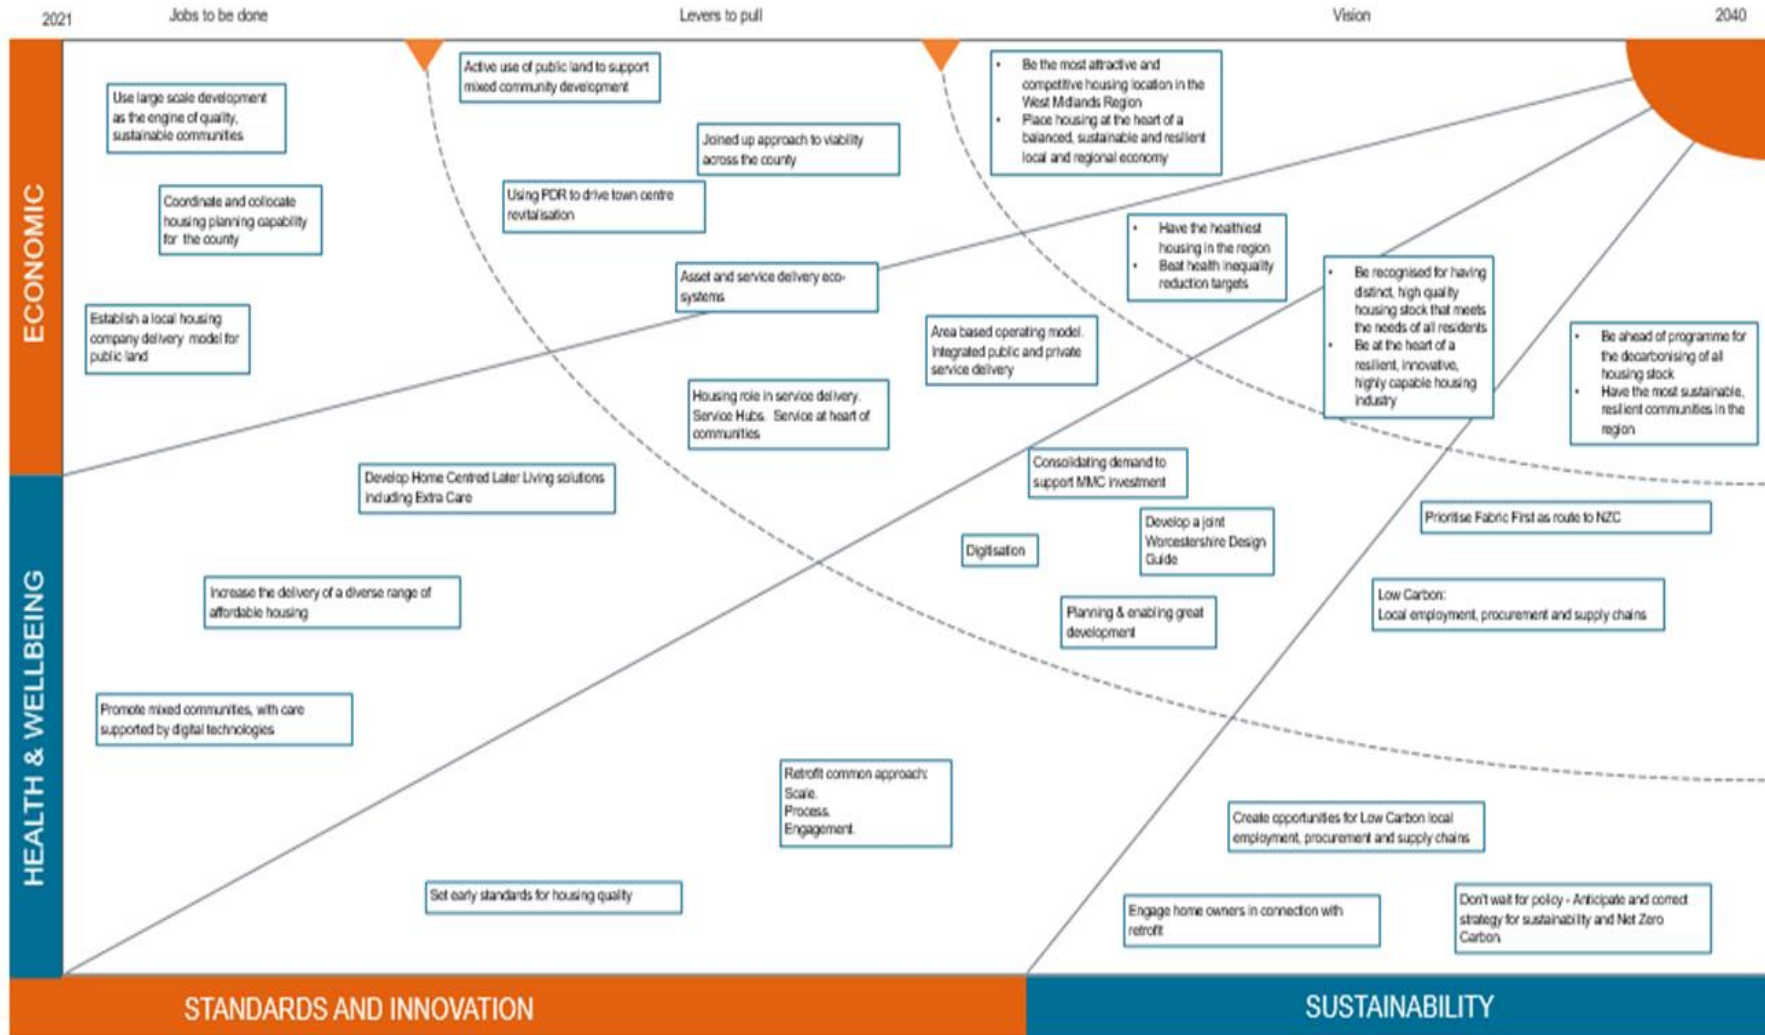 2021
Jobs to be done
Levers to pull
Vision
2040
ECONOMIC
Use large scale development
as the engine of quality,
sustainable communities
Coordinate and collocate
housing planning capability
for the county
Establish a local housing
company delivery model for
public land
Active use of public land to support
mixed community development
Joined up approach to viability
across the county
Using PDR to drive town centre
revitalisation
Asset and service delivery eco-
systems
• Be the most attractive and
competitive housing location in the
West Midlands Region
• Place housing at the heart of a
balanced, sustainable and resilient
local and regional economy
• Have the healthiest
housing in the region
• Beat health inequality
reduction targets
• Be recognised for having
distinct, high quality
housing stock that meets
the needs of all residents
• Be at the heart of a
resilient, innovative,
highly capable housing
industry
• Be ahead of programme for
the decarbonising of all
housing stock
• Have the most sustainable,
resilient communities in the
region
Area based operating model.
Integrated public and private
service delivery
Housing role in service delivery.
Service Hubs. Service at heart of
communities
HEALTH & WELLBEING
Develop Home Centred Later Living solutions
including Extra Care
Increase the delivery of a diverse range of
affordable housing
Promote mixed communities, with care
supported by digital technologies
Consolidating demand to
support MMC investment
Digitisation
Develop a joint
Worcestershire Design
Guide
Planning & enabling great
development
Prioritise Fabric First as route to NZC
Low Carbon:
Local employment, procurement and supply chains
Retrofit common approach:
Scale.
Process.
Engagement.
Set early standards for housing quality
Create opportunities for Low Carbon local
employment, procurement and supply chains
Engage home owners in connection with
retrofit
Don't wait for policy - Anticipate and correct
strategy for sustainability and Net Zero
Carbon.
STANDARDS AND INNOVATION
SUSTAINABILITY